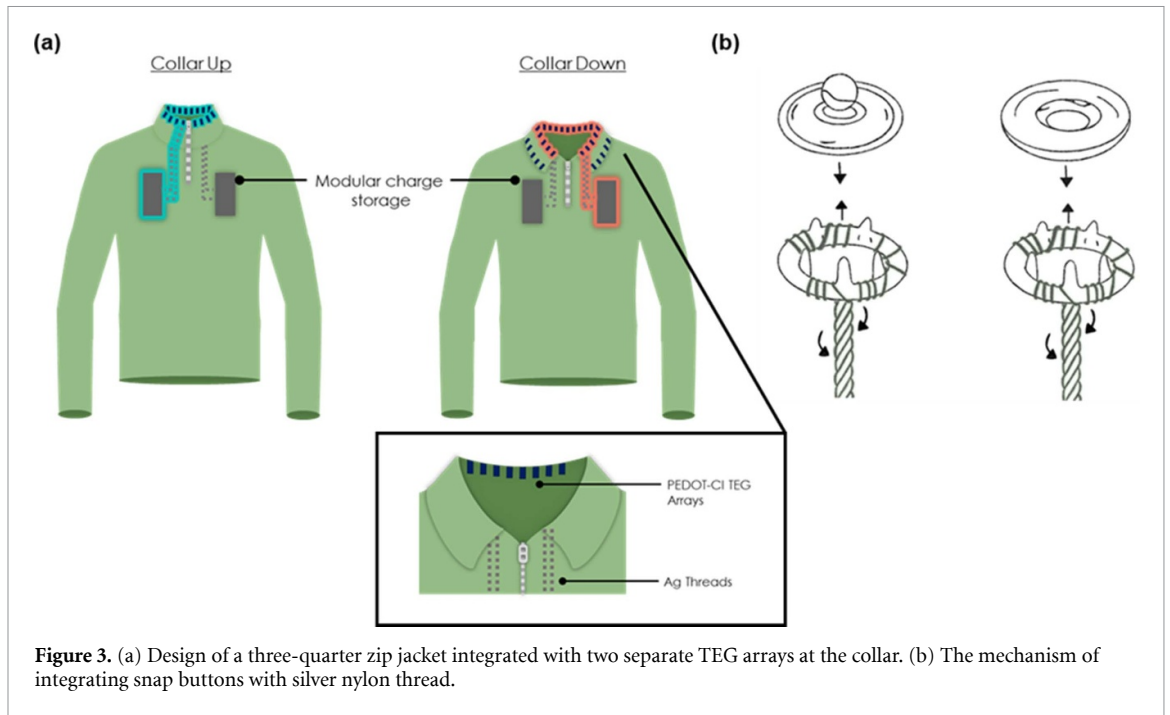 (a)
Collar Up
Collar Down
(b)
Modular charge
storage
PEDOT-Cl TEG
Arrays
Ag Threads
Figure 3. (a) Design of a three-quarter zip jacket integrated with two separate TEG arrays at the collar. (b) The mechanism of
integrating snap buttons with silver nylon thread.